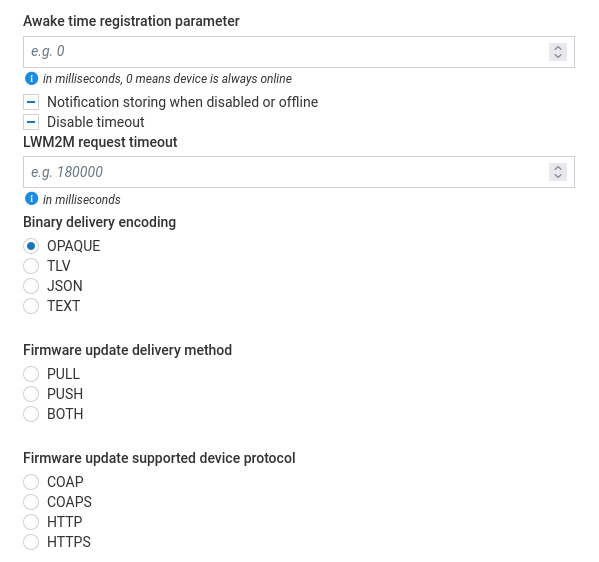 Awake time registration parameter
e.g. 0
in milliseconds, 0 means device is always online
Notification storing when disabled or offline
Disable timeout
LWM2M request timeout
e.g. 180000
in milliseconds
Binary delivery encoding
OPAQUE
TLV
JSON
TEXT
Firmware update delivery method
PULL
PUSH
BOTH
Firmware update supported device protocol
COAP
COAPS
HTTP
HTTPS